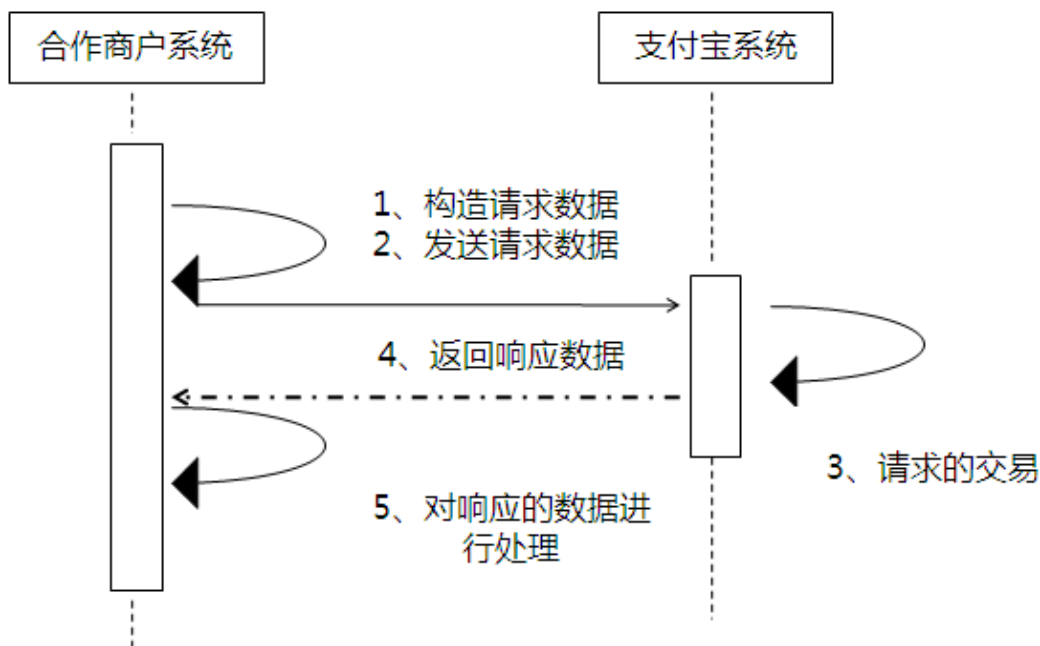 合作商户系统
支付宝系统
1、构造请求数据
2、发送请求数据
4、返回响应数据
3、请求的交易
5、对响应的数据进
行处理